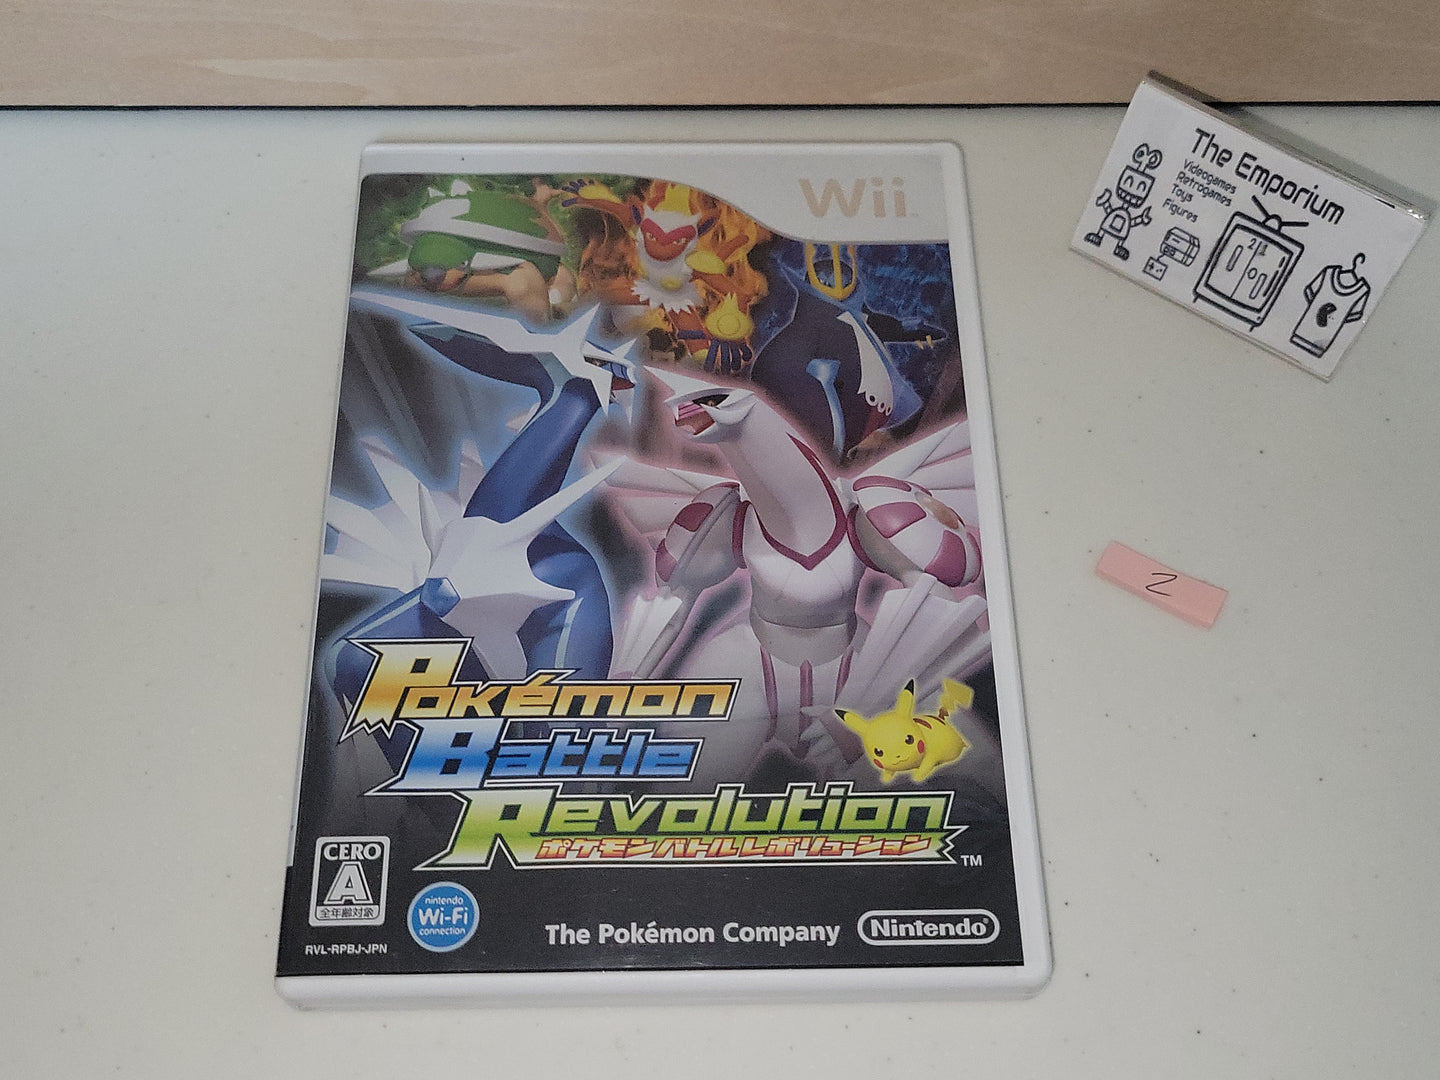 Wii
The Emporium
Videogames
Retrogames
Toys
Figures
2
Pokémon
Battle
Revolution
ポケモンバトルレボリューション
TM
CERO
A
全年齢対象
RVL-RPBJ-JPN
nintendo
Wi-Fi
connection
The Pokémon Company
Nintendo®